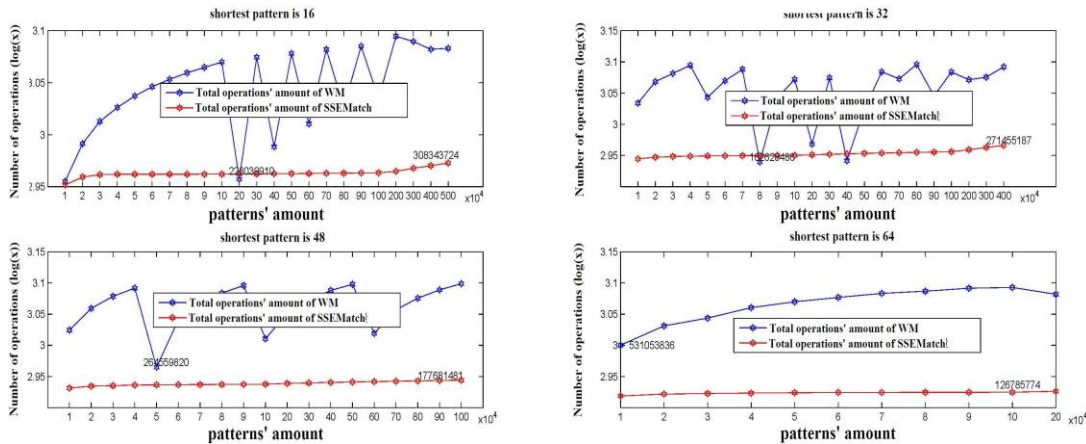 shortest pattern is 16
Number of operations (log(x))
3.1
3.05
3
2.95
Total operations' amount of WM
Total operations' amount of SSEMatch
308343724
1 2 3 4 5 6 7 8 9 10 20 30 40 50 60 70 80 90 100 200 300 400 500
x10^4
patterns' amount
shortest pattern is 32
Number of operations (log(x))
3.15
3.1
3.05
3
2.95
Total operations' amount of WM
Total operations' amount of SSEMatch
271455187
1 2 3 4 5 6 7 8 9 10 20 30 40 50 60 70 80 90 100 200 300 400
x10^4
patterns' amount
shortest pattern is 48
Number of operations (log(x))
3.15
3.1
3.05
3
2.95
Total operations' amount of WM
Total operations' amount of SSEMatch
264559820
177681481
1 2 3 4 5 6 7 8 9 10 20 30 40 50 60 70 80 90 100
x10^4
patterns' amount
shortest pattern is 64
Number of operations (log(x))
3.15
3.1
3.05
3
2.95
Total operations' amount of WM
Total operations' amount of SSEMatch
531053836
126785774
1 2 3 4 5 6 7 8 9 10 20
x10^4
patterns' amount